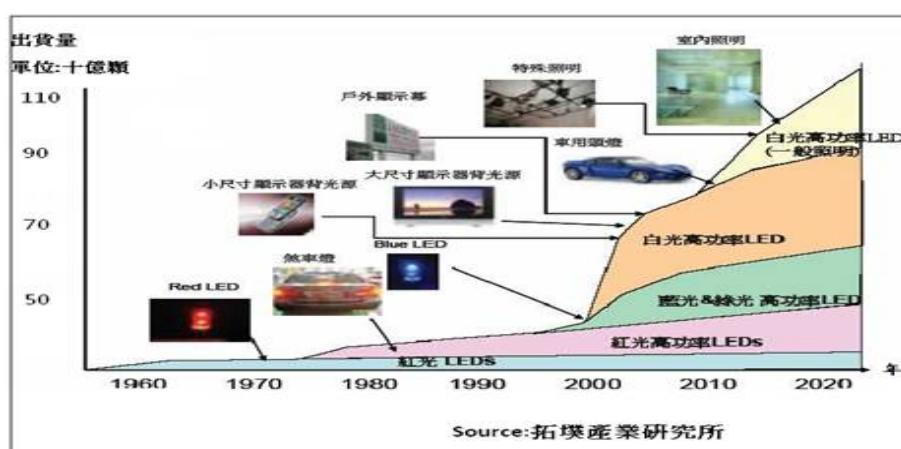 出貨量
單位:十億顆
110
90
70
50
室內照明
特殊照明
戶外顯示幕
車用頭燈
大尺寸顯示器背光源
小尺寸顯示器背光源
Blue LED
煞車燈
Red LED
白光高功率LED
(一般照明)
白光高功率LED
藍光&綠光 高功率LED
紅光高功率LEDs
紅光 LEDs
1960
1970
1980
1990
2000
2010
2020
年
Source:拓墣產業研究所